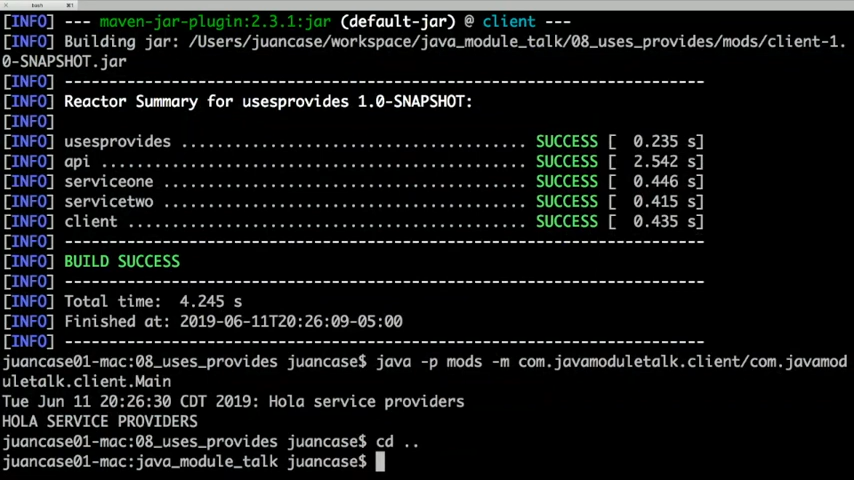 bash
⌘1
[INFO] --- maven-jar-plugin:2.3.1:jar (default-jar) @ client ---
[INFO] Building jar: /Users/juancase/workspace/java_module_talk/08_uses_provides/mods/client-1.
0-SNAPSHOT.jar
[INFO] ------------------------------------------------------------------------
[INFO] Reactor Summary for usesprovides 1.0-SNAPSHOT:
[INFO]
[INFO] usesprovides ....................................... SUCCESS [  0.235 s]
[INFO] api ................................................ SUCCESS [  2.542 s]
[INFO] serviceone ......................................... SUCCESS [  0.446 s]
[INFO] servicetwo ......................................... SUCCESS [  0.415 s]
[INFO] client ............................................. SUCCESS [  0.435 s]
[INFO] ------------------------------------------------------------------------
[INFO] BUILD SUCCESS
[INFO] ------------------------------------------------------------------------
[INFO] Total time:  4.245 s
[INFO] Finished at: 2019-06-11T20:26:09-05:00
[INFO] ------------------------------------------------------------------------
juancase01-mac:08_uses_provides juancase$ java -p mods -m com.javamoduletalk.client/com.javamod
uletalk.client.Main
Tue Jun 11 20:26:30 CDT 2019: Hola service providers
HOLA SERVICE PROVIDERS
juancase01-mac:08_uses_provides juancase$ cd ..
juancase01-mac:java_module_talk juancase$